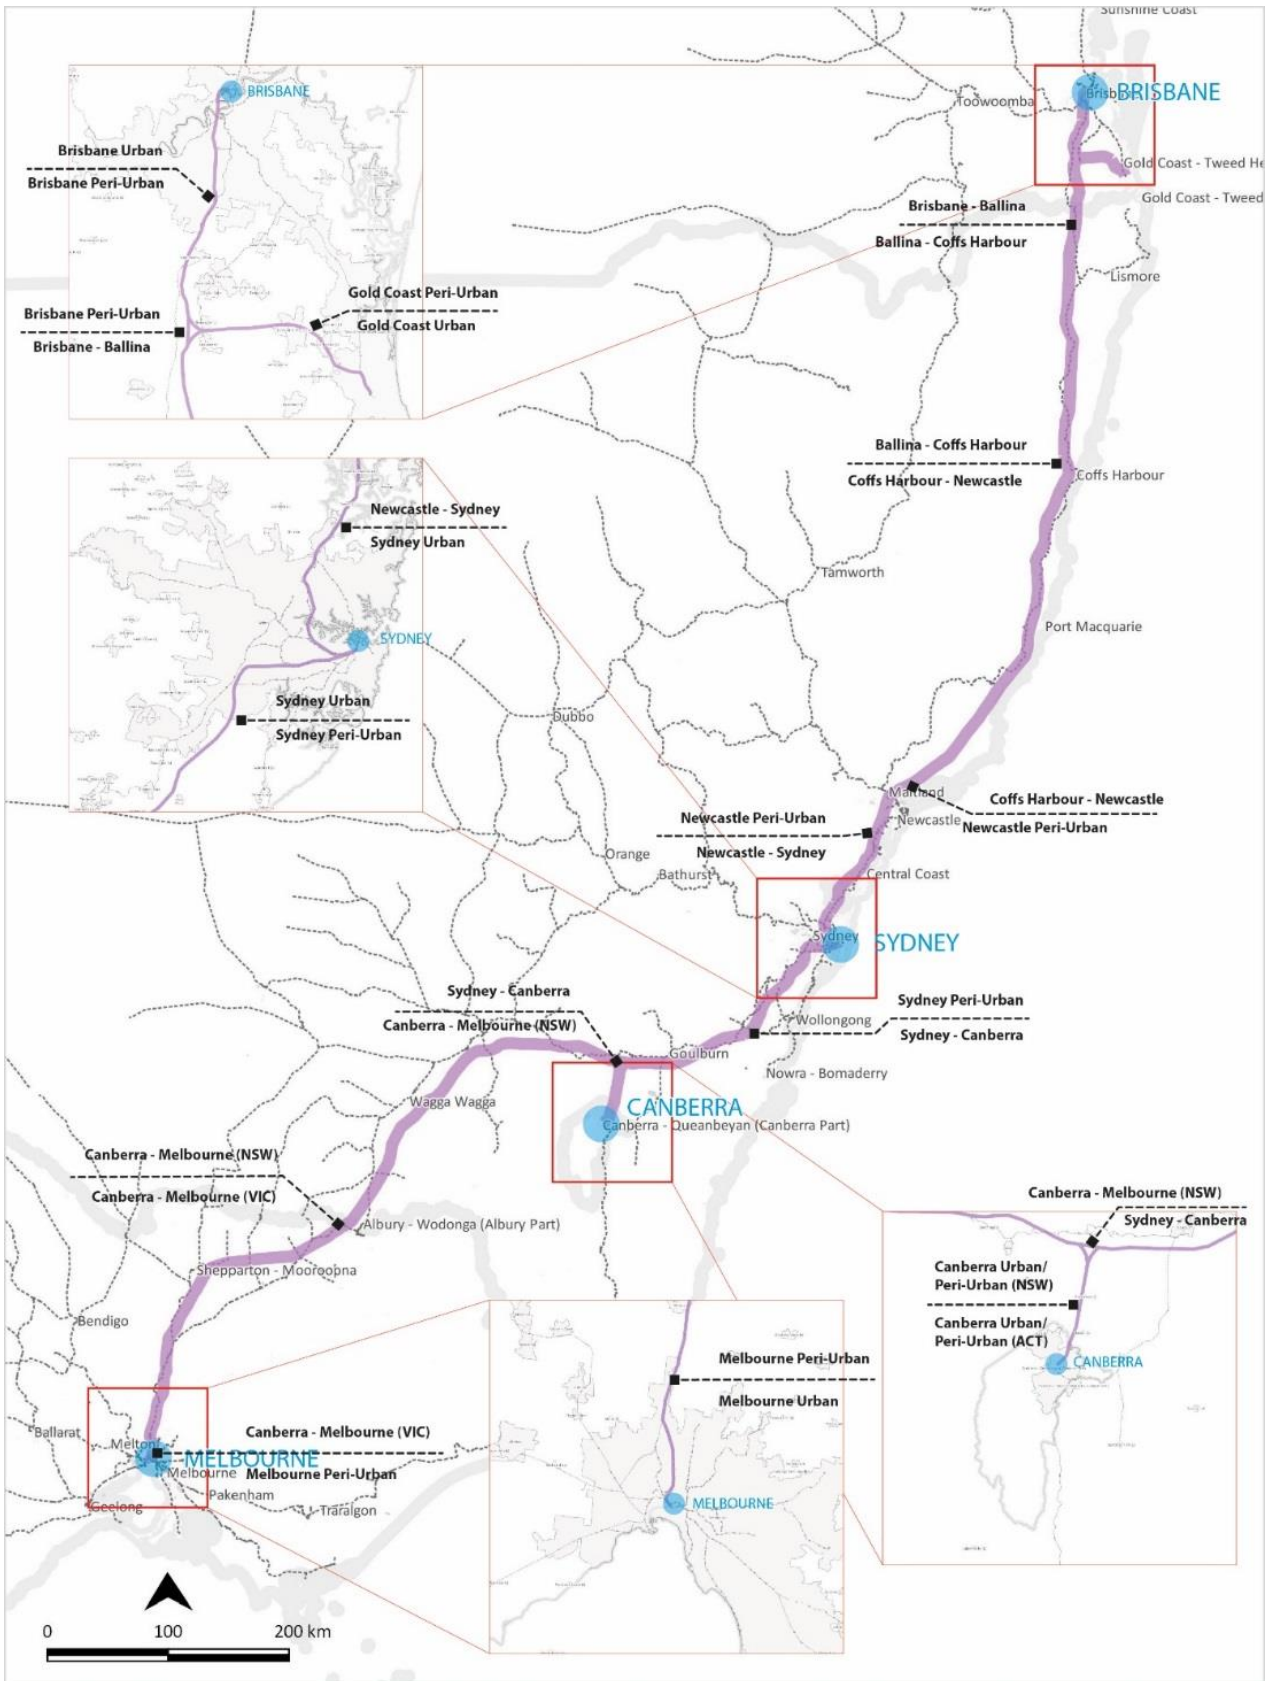 Sunshine Coast
BRISBANE
Brisbane Urban
Brisbane Peri-Urban
Brisbane Peri-Urban
Brisbane - Ballina
Gold Coast Peri-Urban
Gold Coast Urban
Toowoomba
BRISBANE
Gold Coast - Tweed He
Gold Coast - Tweed
Brisbane - Ballina
Ballina - Coffs Harbour
Lismore
Ballina - Coffs Harbour
Coffs Harbour - Newcastle
Coffs Harbour
Newcastle - Sydney
Sydney Urban
SYDNEY
Sydney Urban
Sydney Peri-Urban
Tamworth
Port Macquarie
Dubbo
Maitland
Newcastle
Coffs Harbour - Newcastle
Newcastle Peri-Urban
Newcastle Peri-Urban
Newcastle - Sydney
Orange
Bathurst
Central Coast
Sydney
SYDNEY
Sydney - Canberra
Canberra - Melbourne (NSW)
Sydney Peri-Urban
Sydney - Canberra
Wollongong
Goulburn
Nowra - Bomaderry
Wagga Wagga
CANBERRA
Canberra - Queanbeyan (Canberra Part)
Canberra - Melbourne (NSW)
Canberra - Melbourne (VIC)
Albury - Wodonga (Albury Part)
Shepparton - Mooroopna
Bendigo
Canberra - Melbourne (NSW)
Sydney - Canberra
Canberra Urban/
Peri-Urban (NSW)
Canberra Urban/
Peri-Urban (ACT)
CANBERRA
Melbourne Peri-Urban
Melbourne Urban
MELBOURNE
Ballarat
Melton
Canberra - Melbourne (VIC)
MELBOURNE
Melbourne
Melbourne Peri-Urban
Pakenham
Geelong
Traralgon
0 100 200 km